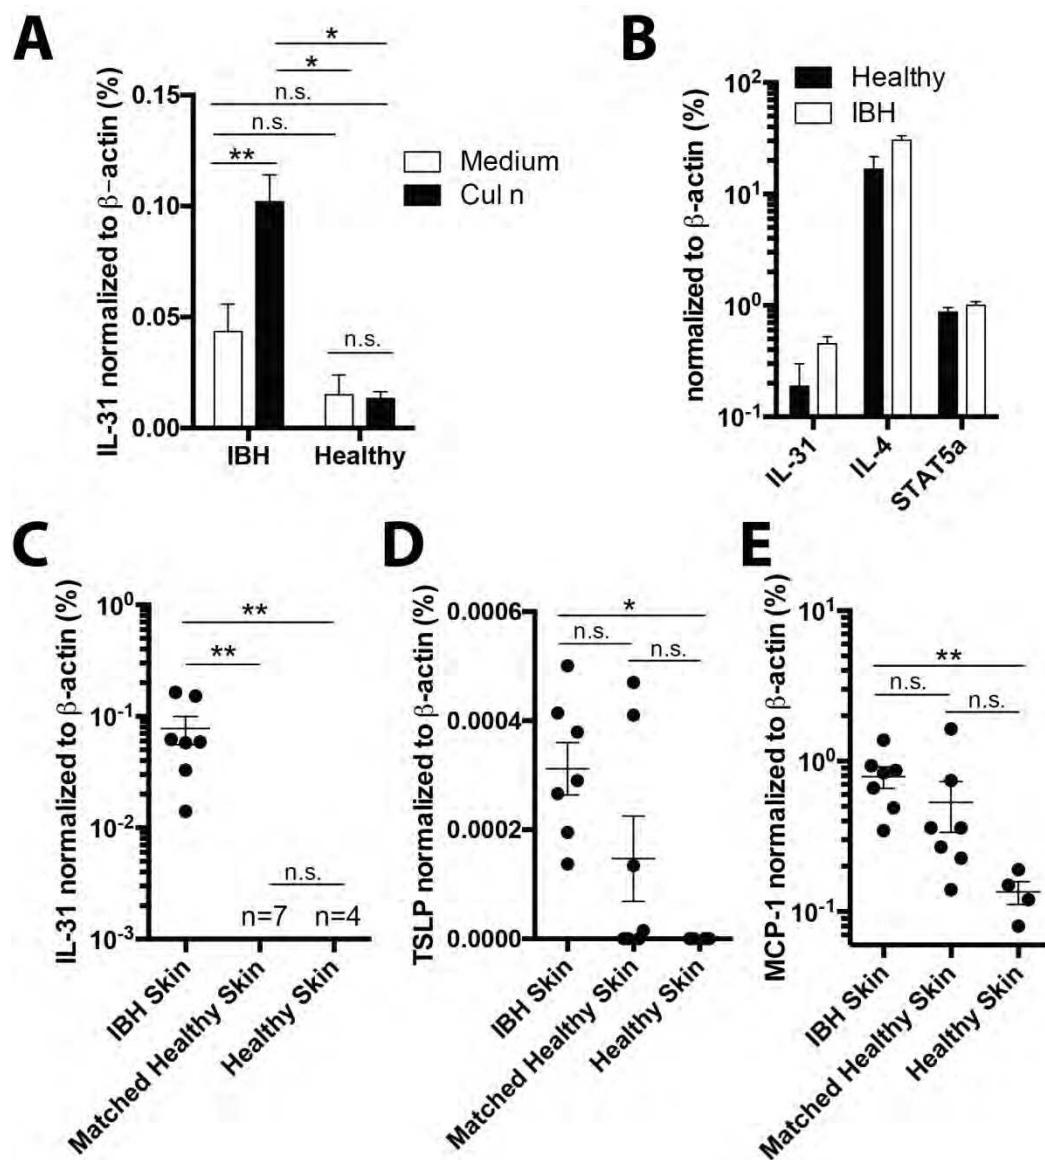 A
IL-31 normalized to β–actin (%)
0.15
0.10
0.05
0.00
*
*
n.s.
n.s.
**
n.s.
Medium
Cul n
IBH
Healthy
B
normalized to β-actin (%)
10²
10¹
10⁰
10⁻¹
Healthy
IBH
IL-31
IL-4
STAT5a
C
IL-31 normalized to β-actin (%)
10⁰
10⁻¹
10⁻²
10⁻³
**
**
n.s.
n=7
n=4
IBH Skin
Matched Healthy Skin
Healthy Skin
D
TSLP normalized to β-actin (%)
0.0006
0.0004
0.0002
0.0000
*
n.s.
n.s.
IBH Skin
Matched Healthy Skin
Healthy Skin
E
MCP-1 normalized to β-actin (%)
10¹
10⁰
10⁻¹
**
n.s.
n.s.
IBH Skin
Matched Healthy Skin
Healthy Skin